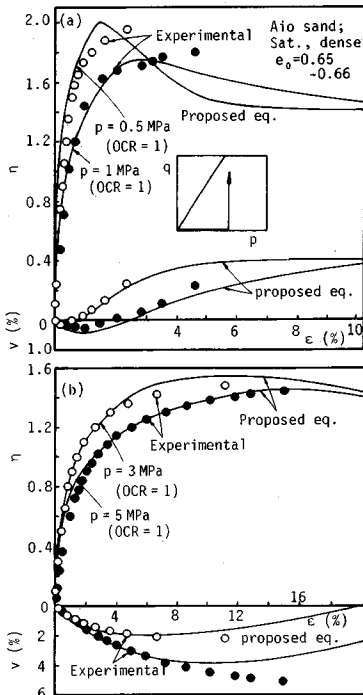 (a)
Experimental
Aio sand;
Sat., dense
e₀=0.65
-0.66
2.0
1.6
1.2
0.8
0.4
0
1.0
η
v (%)
Proposed eq.
p = 0.5 MPa
(OCR = 1)
p = 1 MPa
(OCR = 1)
q
p
proposed eq.
4
8
ε (%)
10
(b)
1.6
1.2
0.8
0.4
0
2
4
6
η
v (%)
Proposed eq.
Experimental
p = 3 MPa
(OCR = 1)
p = 5 MPa
(OCR = 1)
4
8
12
16
ε (%)
20
proposed eq.
Experimental